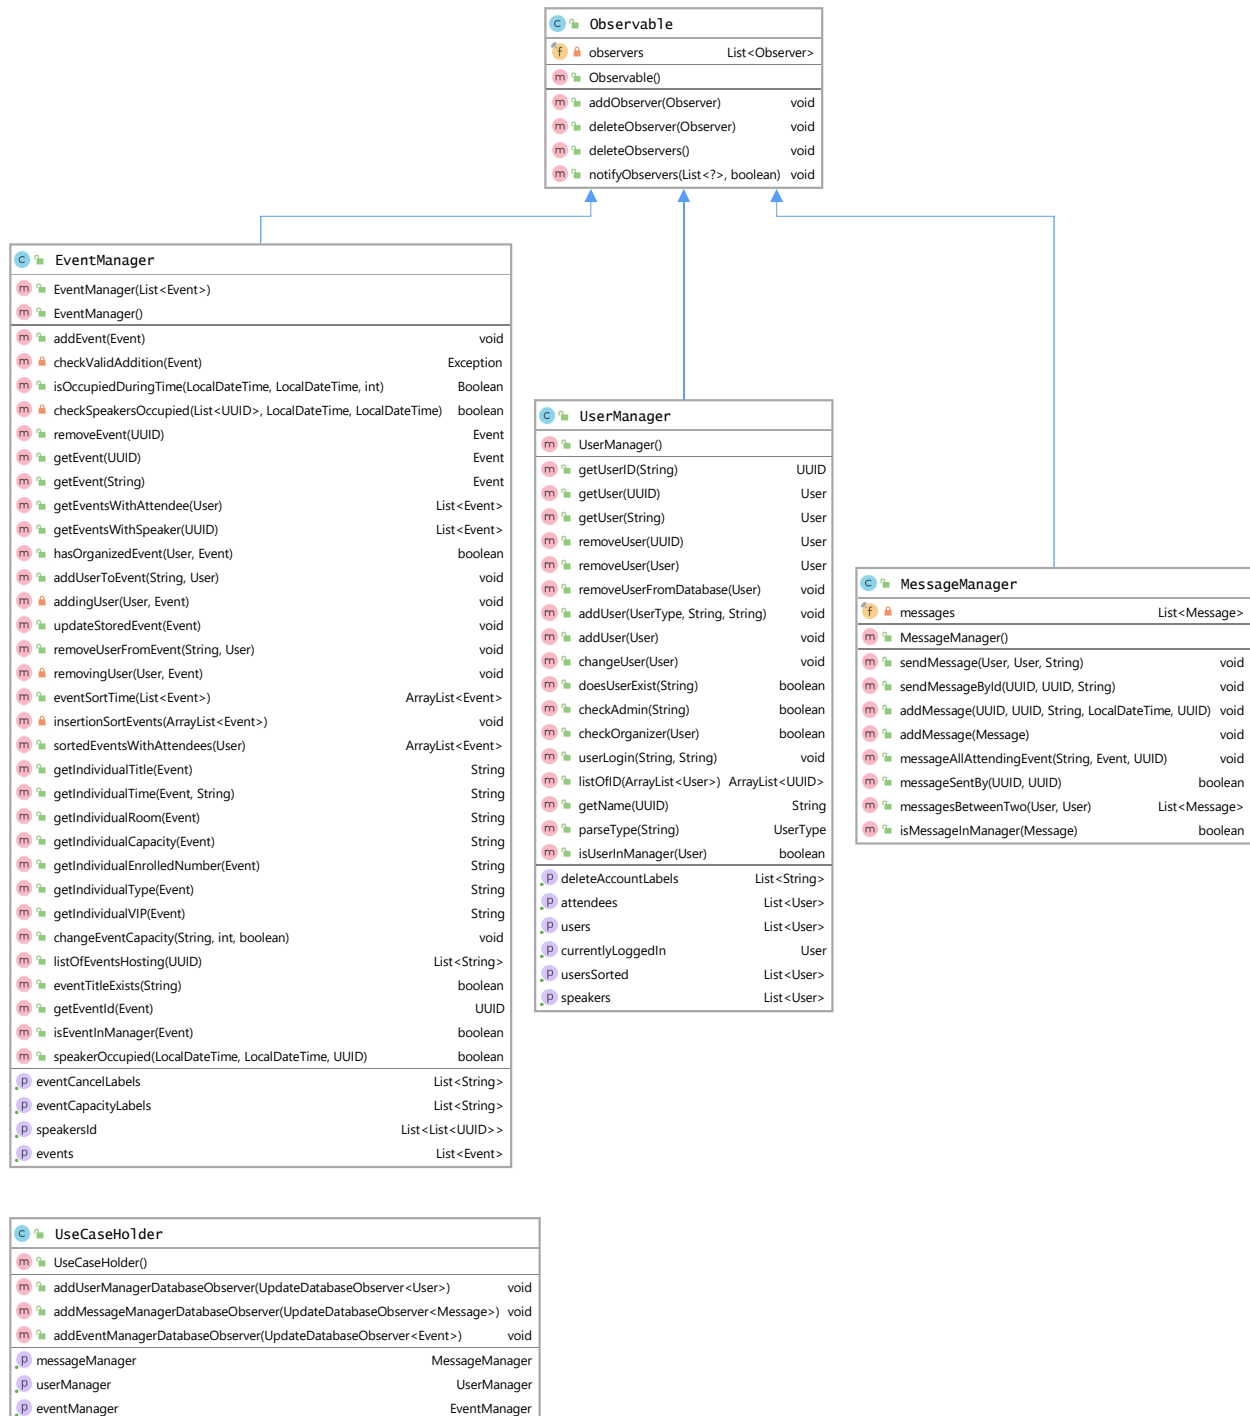 Observable
observers List<Observer>
Observable()
addObserver(Observer) void
deleteObserver(Observer) void
deleteObservers() void
notifyObservers(List<?>, boolean) void
EventManager
EventManager(List<Event>)
EventManager()
addEvent(Event) void
checkValidAddition(Event) Exception
isOccupiedDuringTime(LocalDateTime, LocalDateTime, int) Boolean
checkSpeakersOccupied(List<UUID>, LocalDateTime, LocalDateTime) boolean
removeEvent(UUID) Event
getEvent(UUID) Event
getEvent(String) Event
getEventsWithAttendee(User) List<Event>
getEventsWithSpeaker(UUID) List<Event>
hasOrganizedEvent(User, Event) boolean
addUserToEvent(String, User) void
addingUser(User, Event) void
updateStoredEvent(Event) void
removeUserFromEvent(String, User) void
removingUser(User, Event) void
eventSortTime(List<Event>) ArrayList<Event>
insertionSortEvents(ArrayList<Event>) void
sortedEventsWithAttendees(User) ArrayList<Event>
getIndividualTitle(Event) String
getIndividualTime(Event, String) String
getIndividualRoom(Event) String
getIndividualCapacity(Event) String
getIndividualEnrolledNumber(Event) String
getIndividualType(Event) String
getIndividualVIP(Event) String
changeEventCapacity(String, int, boolean) void
listOfEventsHosting(UUID) List<String>
eventTitleExists(String) boolean
getEventId(Event) UUID
isEventInManager(Event) boolean
speakerOccupied(LocalDateTime, LocalDateTime, UUID) boolean
eventCancelLabels List<String>
eventCapacityLabels List<String>
speakersId List<List<UUID>>
events List<Event>
UserManager
UserManager()
getUserID(String) UUID
getUser(UUID) User
getUser(String) User
removeUser(UUID) User
removeUser(User) User
removeUserFromDatabase(User) void
addUser(UserType, String, String) void
addUser(User) void
changeUser(User) void
doesUserExist(String) boolean
checkAdmin(String) boolean
checkOrganizer(User) boolean
userLogin(String, String) void
listOfID(ArrayList<User>) ArrayList<UUID>
getName(UUID) String
parseType(String) UserType
isUserInManager(User) boolean
deleteAccountLabels List<String>
attendees List<User>
users List<User>
currentlyLoggedIn User
usersSorted List<User>
speakers List<User>
MessageManager
messages List<Message>
MessageManager()
sendMessage(User, User, String) void
sendMessageById(UUID, UUID, String) void
addMessage(UUID, UUID, String, LocalDateTime, UUID) void
addMessage(Message) void
messageAllAttendingEvent(String, Event, UUID) void
messageSentBy(UUID, UUID) boolean
messagesBetweenTwo(User, User) List<Message>
isMessageInManager(Message) boolean
UseCaseHolder
UseCaseHolder()
addUserManagerDatabaseObserver(UpdateDatabaseObserver<User>) void
addMessageManagerDatabaseObserver(UpdateDatabaseObserver<Message>) void
addEventManagerDatabaseObserver(UpdateDatabaseObserver<Event>) void
messageManager MessageManager
userManager UserManager
eventManager EventManager